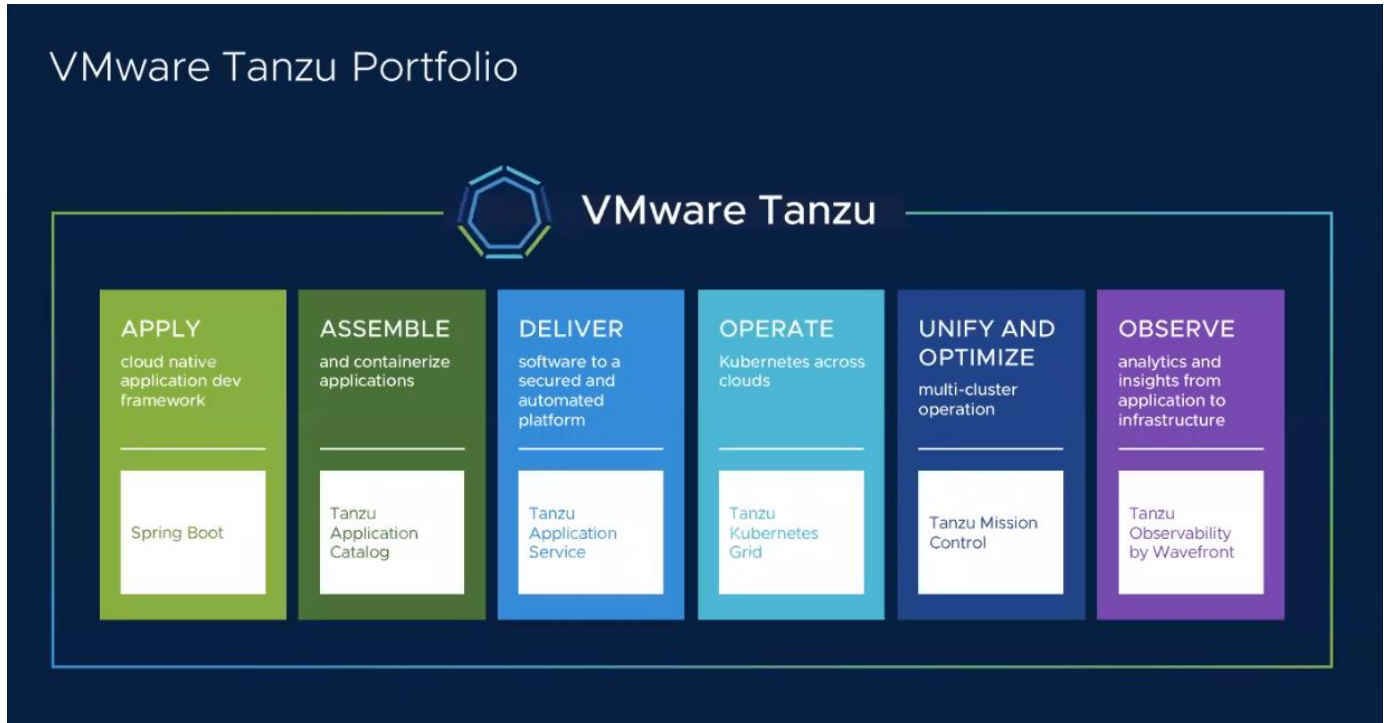 VMware Tanzu Portfolio
VMware Tanzu
APPLY
cloud native
application dev
framework
Spring Boot
ASSEMBLE
and containerize
applications
Tanzu
Application
Catalog
DELIVER
software to a
secured and
automated
platform
Tanzu
Application
Service
OPERATE
Kubernetes across
clouds
Tanzu
Kubernetes
Grid
UNIFY AND
OPTIMIZE
multi-cluster
operation
Tanzu Mission
Control
OBSERVE
analytics and
insights from
application to
infrastructure
Tanzu
Observability
by Wavefront